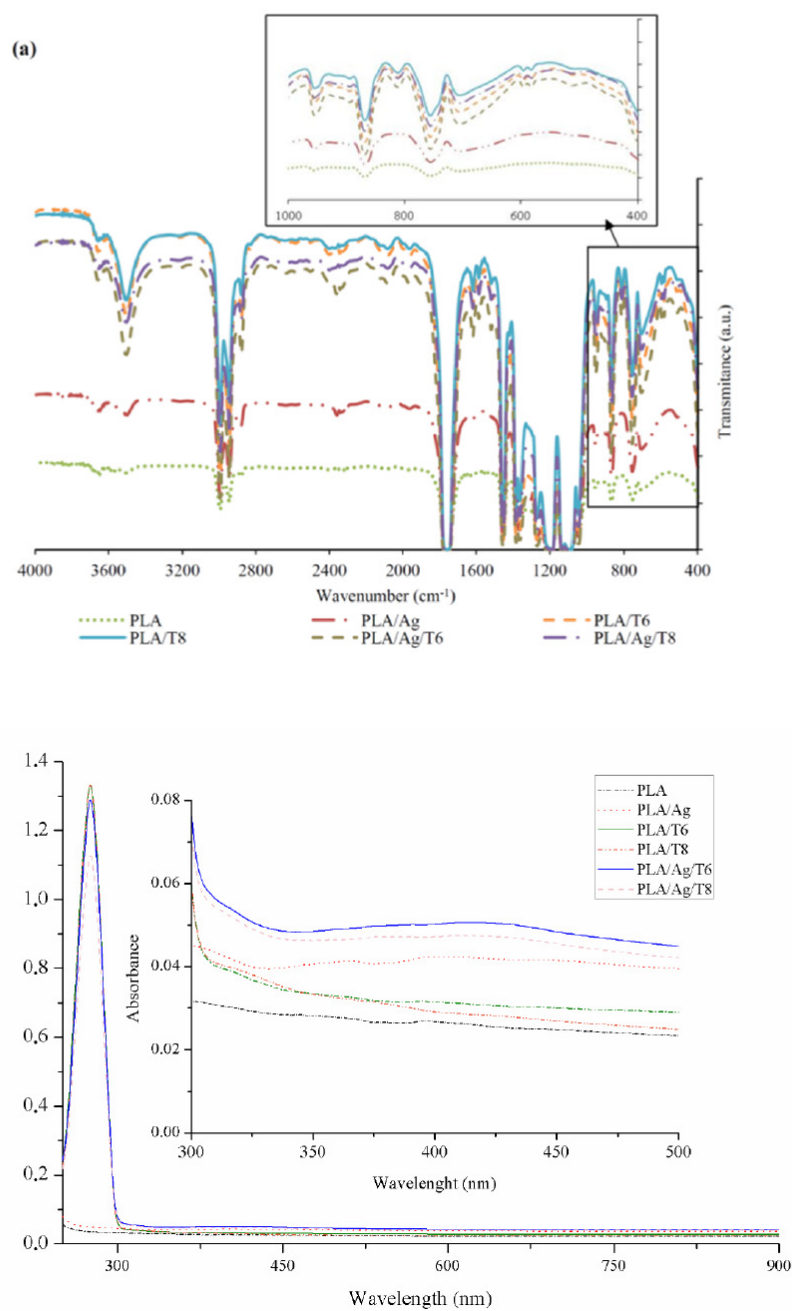 (a)
1000 800 600 400
4000 3600 3200 2800 2400 2000 1600 1200 800 400
Transmitance (a.u.)
Wavenumber (cm-1)
PLA PLA/Ag PLA/T6
PLA/T8 PLA/Ag/T6 PLA/Ag/T8
1.4
1.2
1.0
0.8
0.6
0.4
0.2
0.0
300 450 600 750 900
Wavelength (nm)
0.08
0.06
0.04
0.02
0.00
Absorbance
300 350 400 450 500
Wavelenght (nm)
PLA
PLA/Ag
PLA/T6
PLA/T8
PLA/Ag/T6
PLA/Ag/T8